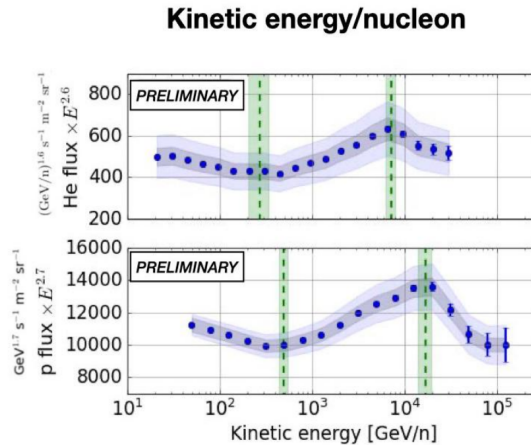 Kinetic energy/nucleon
PRELIMINARY
(GeV/n)^1.6 s^−1 m^−2 sr^−1
He flux ×E^2.6
800
600
400
200
PRELIMINARY
GeV^1.7 s^−1 m^−2 sr^−1
p flux ×E^2.7
16000
14000
12000
10000
8000
10^1 10^2 10^3 10^4 10^5
Kinetic energy [GeV/n]